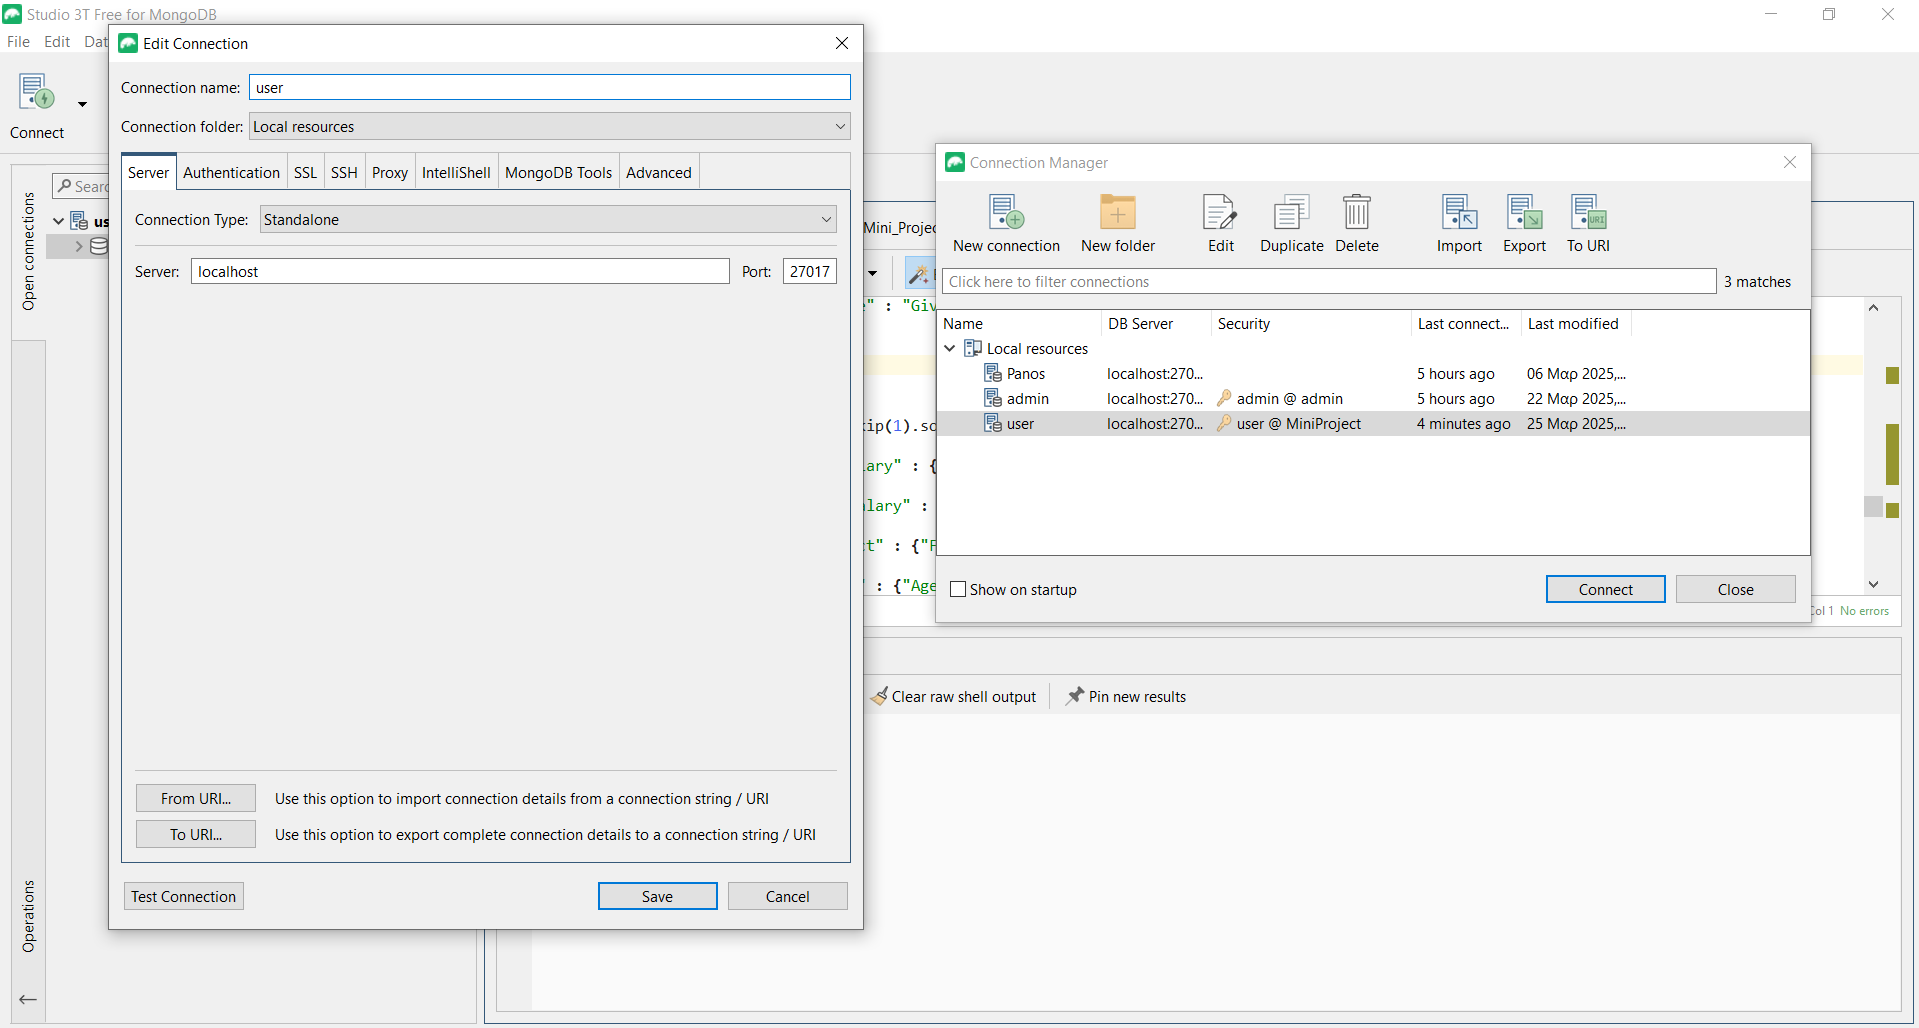 Studio 3T Free for MongoDB
File Edit Dat
Connect
Open connections
Operations
Searc
us
Edit Connection
Connection name: user
Connection folder: Local resources
Server Authentication SSL SSH Proxy IntelliShell MongoDB Tools Advanced
Connection Type: Standalone
Server: localhost Port: 27017
From URI... Use this option to import connection details from a connection string / URI
To URI... Use this option to export complete connection details to a connection string / URI
Test Connection Save Cancel
Mini_Projec
e" : "Giv
kip(1).so
lary" : {
alary" :
ct" : {"F
" : {"Age
Connection Manager
New connection New folder Edit Duplicate Delete Import Export To URI
URI
Click here to filter connections 3 matches
Name DB Server Security Last connect... Last modified
Local resources
Panos localhost:270... 5 hours ago 06 Μαρ 2025,...
admin localhost:270... admin @ admin 5 hours ago 22 Μαρ 2025,...
user localhost:270... user @ MiniProject 4 minutes ago 25 Μαρ 2025,...
Show on startup Connect Close
Col 1 No errors
Clear raw shell output Pin new results